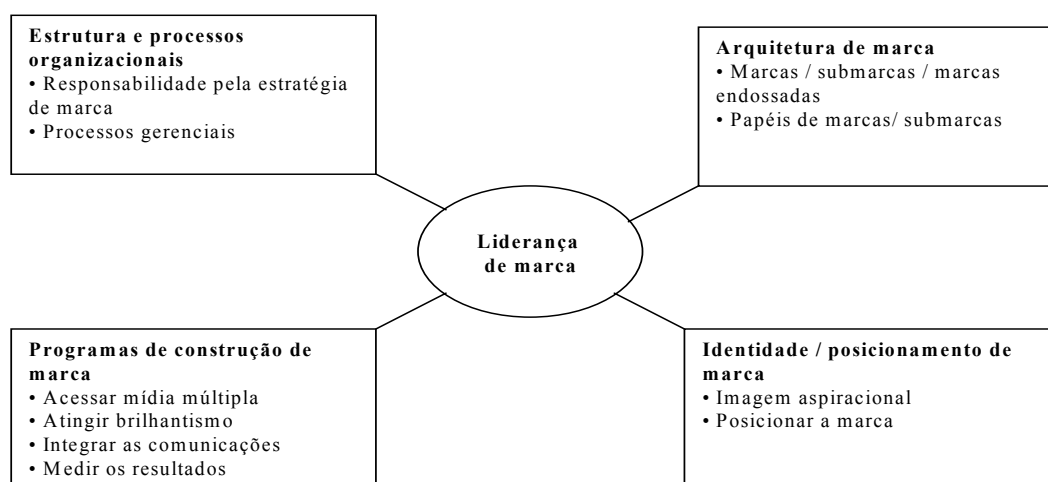 Estrutura e processos
organizacionais
• Responsabilidade pela estratégia
de marca
• Processos gerenciais
Arquitetura de marca
• Marcas / submarcas / marcas
endossadas
• Papéis de marcas/ submarcas
Liderança
de marca
Programas de construção de
marca
• Acessar mídia múltipla
• Atingir brilhantismo
• Integrar as comunicações
• Medir os resultados
Identidade / posicionamento de
marca
• Imagem aspiracional
• Posicionar a marca